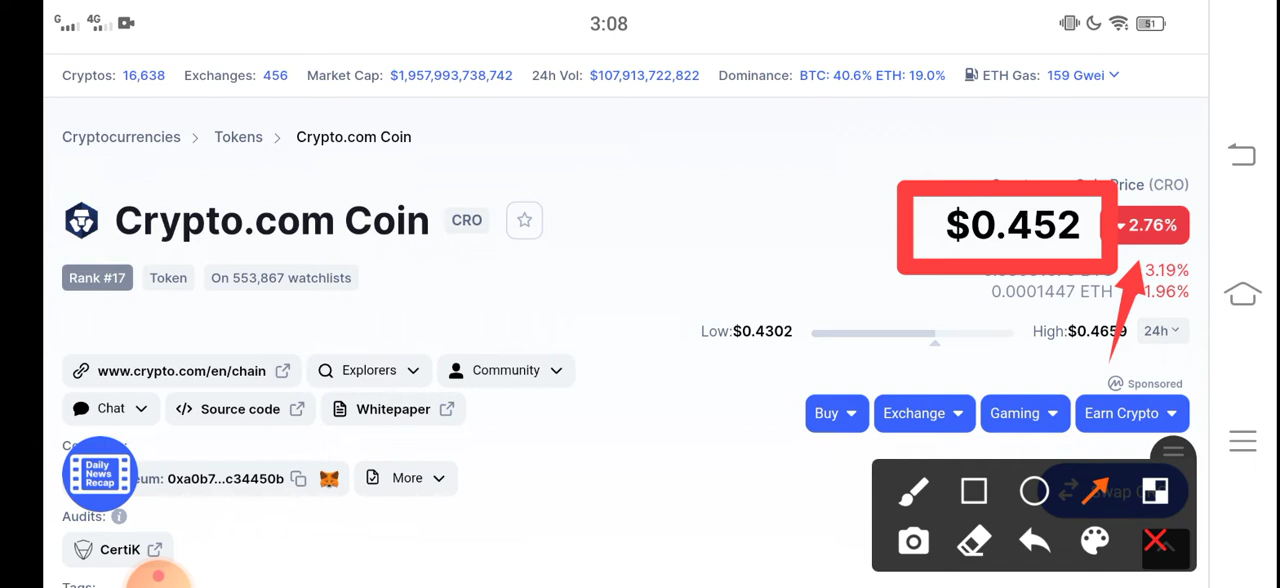 G 4G 3:08 51
Cryptos: 16,638 Exchanges: 456 Market Cap: $1,957,993,738,742 24h Vol: $107,913,722,822 Dominance: BTC: 40.6% ETH: 19.0% ETH Gas: 159 Gwei
Cryptocurrencies > Tokens > Crypto.com Coin
Price (CRO)
Crypto.com Coin CRO $0.452 2.76%
3.19%
Rank #17 Token On 553,867 watchlists
0.0001447 ETH 1.96%
Low:$0.4302 High:$0.4659 24h
www.crypto.com/en/chain Explorers Community
Sponsored
Chat Source code Whitepaper
Buy Exchange Gaming Earn Crypto
Daily
News
Recap
0xa0b7...c34450b More
Audits:
CertiK